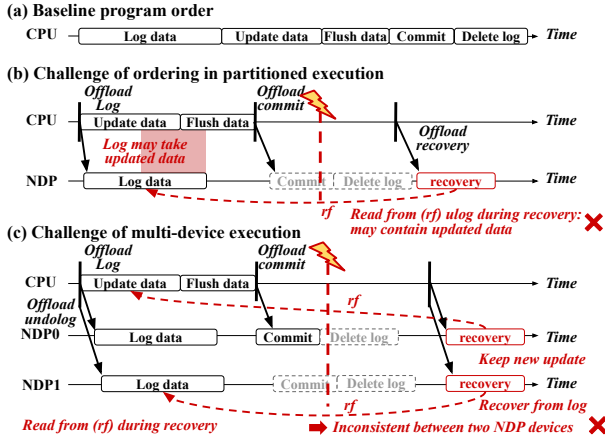 (a) Baseline program order
CPU Log data Update data Flush data Commit Delete log Time
(b) Challenge of ordering in partitioned execution
Offload
Log
Offload
commit
CPU Update data Flush data Time
Log may take
updated data
Offload
recovery
NDP Log data Commit Delete log recovery Time
rf
Read from (rf) ulog during recovery:
may contain updated data
(c) Challenge of multi-device execution
Offload
Log
Offload
commit
CPU Update data Flush data Time
Offload
undolog
rf
NDP0 Log data Commit Delete log recovery Time
Keep new update
NDP1 Log data Commit Delete log recovery Time
rf
Recover from log
Read from (rf) during recovery
Inconsistent between two NDP devices